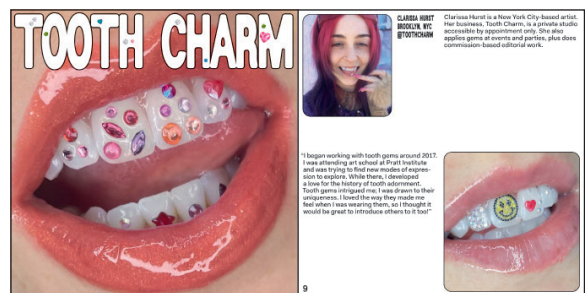 TOOTH CHARM
CLARISSA HURST
BROOKLYN, NYC
@TOOTHCHARM
Clarissa Hurst is a New York City-based artist.
Her business, Tooth Charm, is a private studio
accessible by appointment only. She also
applies gems at events and parties, plus does
commission-based editorial work.
"I began working with tooth gems around 2017.
I was attending art school at Pratt Institute
and was trying to find new modes of expres-
sion to explore. While there, I developed
a love for the history of tooth adornment.
Tooth gems intrigued me; I was drawn to their
uniqueness. I loved the way they made me
feel when I was wearing them, so I thought it
would be great to introduce others to it too!"
9